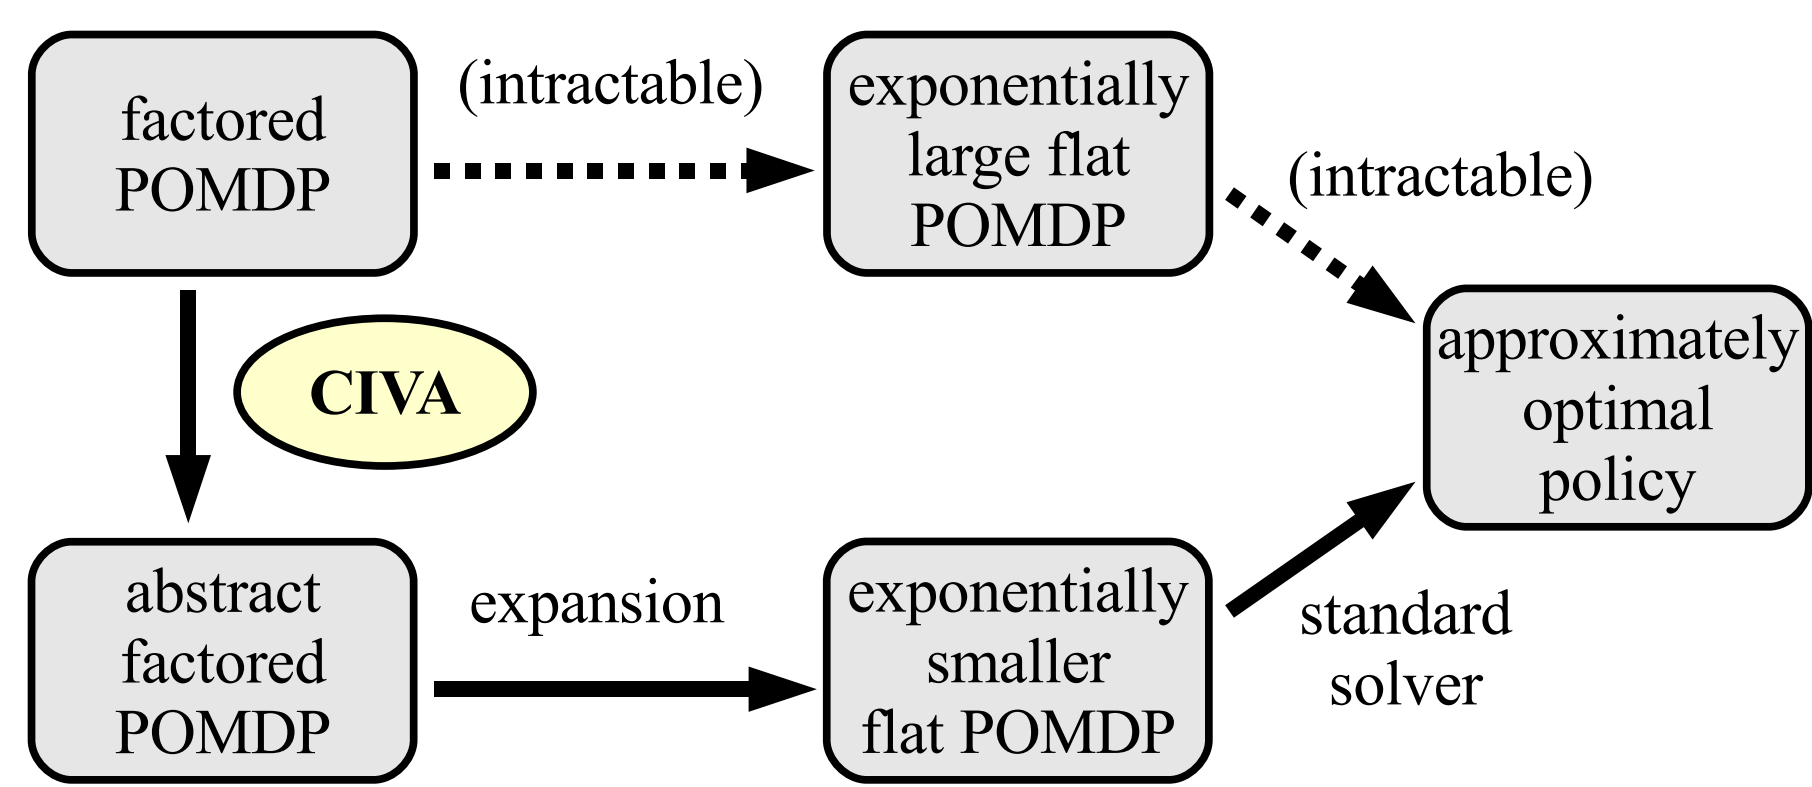 factored
POMDP
(intractable)
exponentially
large flat
POMDP
(intractable)
approximately
optimal
policy
CIVA
abstract
factored
POMDP
expansion
exponentially
smaller
flat POMDP
standard
solver